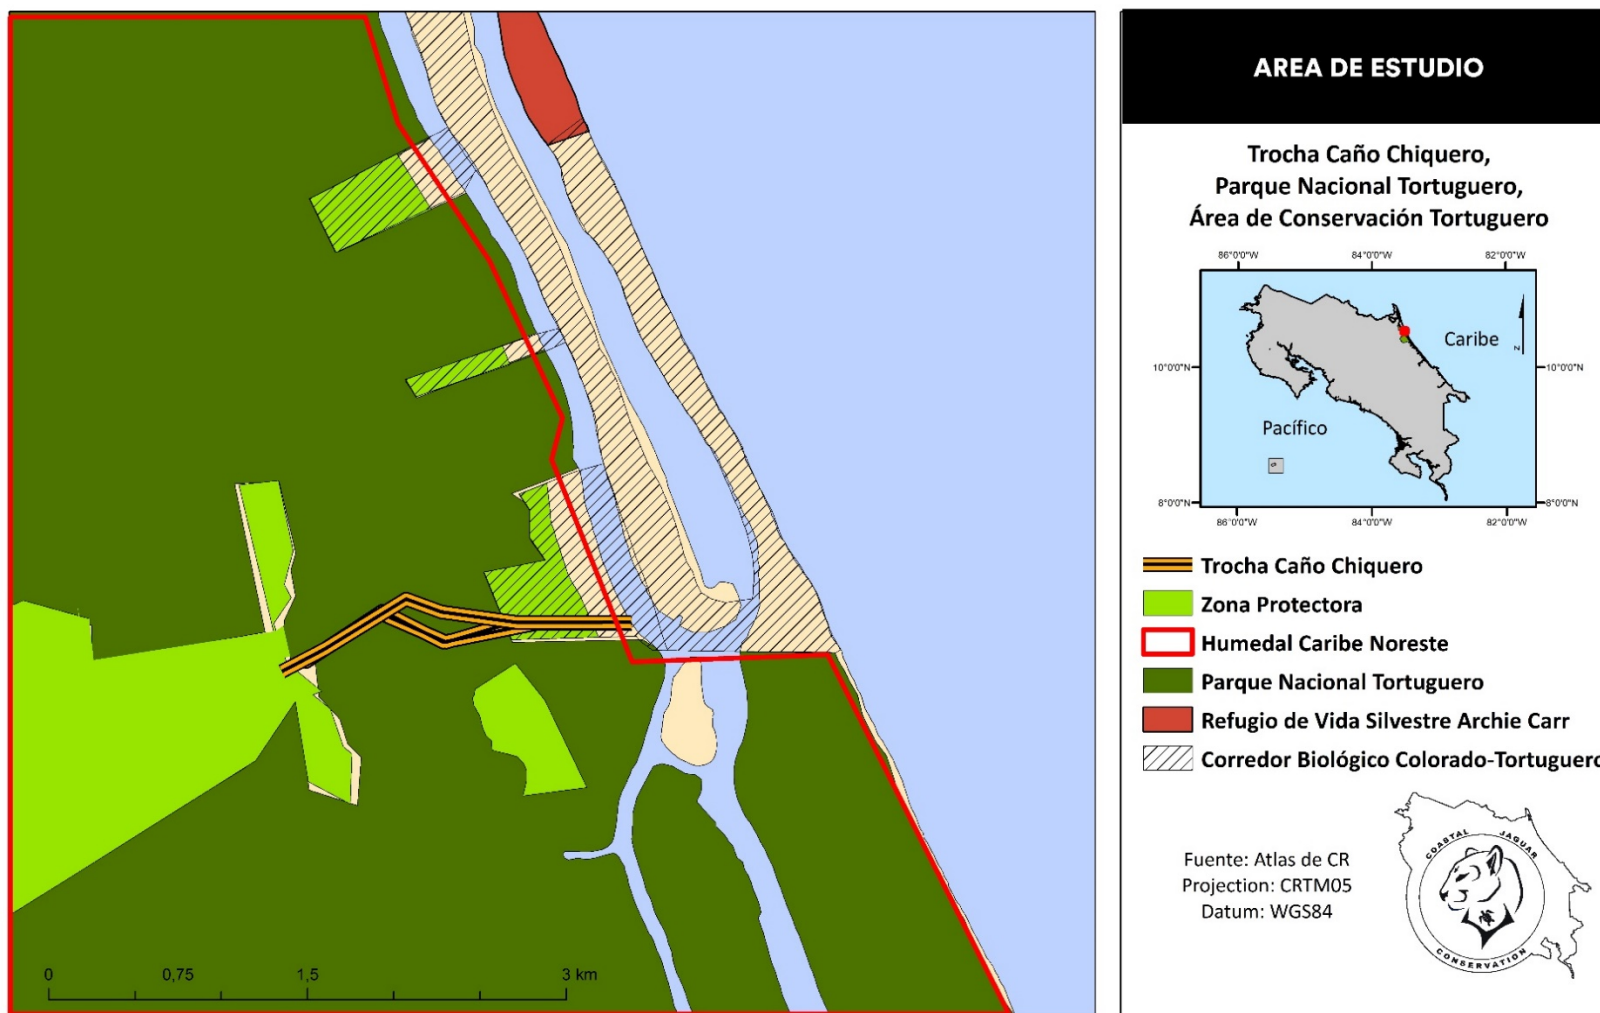 AREA DE ESTUDIO
Trocha Caño Chiquero,
Parque Nacional Tortuguero,
Área de Conservación Tortuguero
86°0'0"W 84°0'0"W 82°0'0"W
Caribe
N
10°0'0"N 10°0'0"N
Pacífico
8°0'0"N 8°0'0"N
86°0'0"W 84°0'0"W 82°0'0"W
Trocha Caño Chiquero
Zona Protectora
Humedal Caribe Noreste
Parque Nacional Tortuguero
Refugio de Vida Silvestre Archie Carr
Corredor Biológico Colorado-Tortuguero
Fuente: Atlas de CR
Projection: CRTM05
Datum: WGS84
COASTAL JAGUAR
CONSERVATION
0 0,75 1,5 3 km